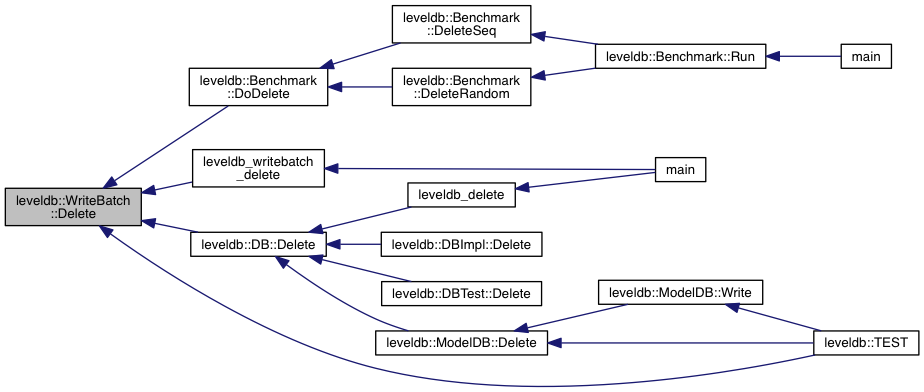 leveldb::Benchmark
::DeleteSeq
leveldb::Benchmark::Run
main
leveldb::Benchmark
::DoDelete
leveldb::Benchmark
::DeleteRandom
leveldb_writebatch
_delete
main
leveldb::WriteBatch
::Delete
leveldb_delete
leveldb::DB::Delete
leveldb::DBImpl::Delete
leveldb::DBTest::Delete
leveldb::ModelDB::Write
leveldb::ModelDB::Delete
leveldb::TEST